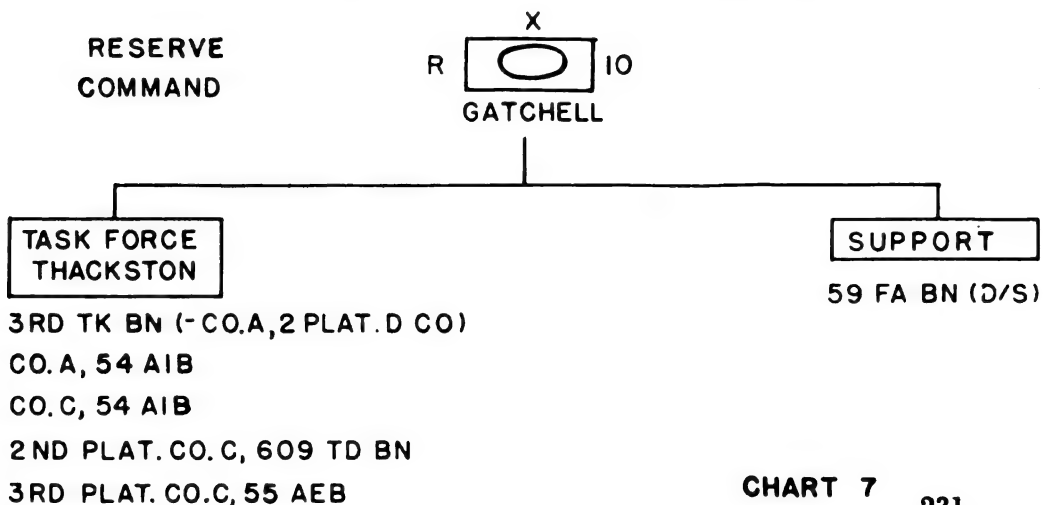 RESERVE
COMMAND
X
R 10
GATCHELL
TASK FORCE
THACKSTON
3RD TK BN (-CO.A, 2 PLAT. D CO)
CO. A, 54 AIB
CO. C, 54 AIB
2ND PLAT. CO. C, 609 TD BN
3RD PLAT. CO. C, 55 AEB
SUPPORT
59 FA BN (D/S)
CHART 7